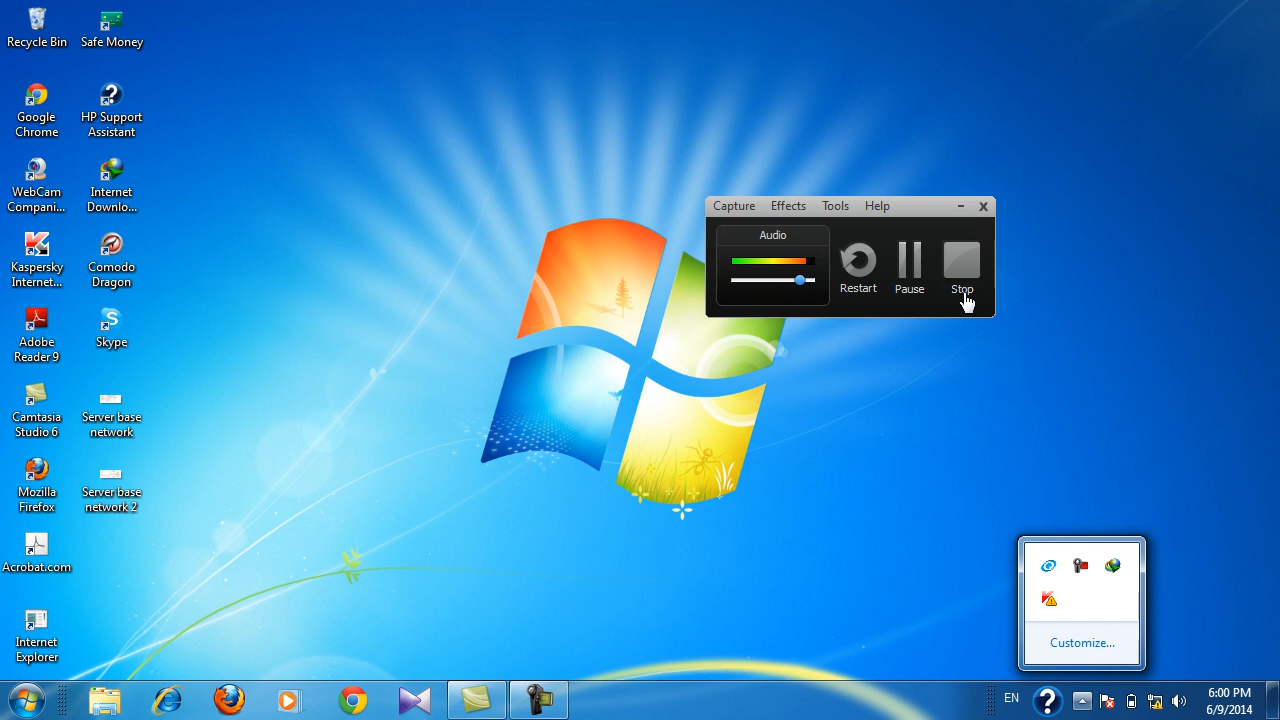 Recycle Bin
Safe Money
Google
Chrome
HP Support
Assistant
WebCam
Compani...
Internet
Downlo...
Kaspersky
Internet...
Comodo
Dragon
Adobe
Reader 9
Skype
Camtasia
Studio 6
Server base
network
Mozilla
Firefox
Server base
network 2
Acrobat.com
Internet
Explorer
Capture Effects Tools Help
Audio
Restart
Pause
Stop
Customize...
EN
6:00 PM
6/9/2014